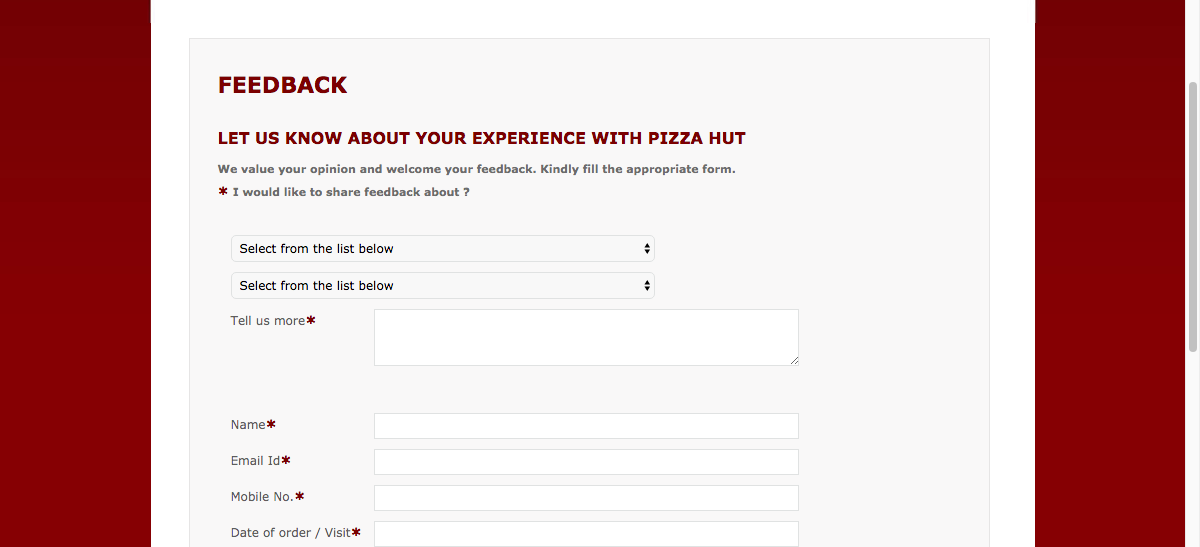 FEEDBACK
LET US KNOW ABOUT YOUR EXPERIENCE WITH PIZZA HUT
We value your opinion and welcome your feedback. Kindly fill the appropriate form.
* I would like to share feedback about ?
Select from the list below
Select from the list below
Tell us more*
Name*
Email Id*
Mobile No.*
Date of order / Visit*